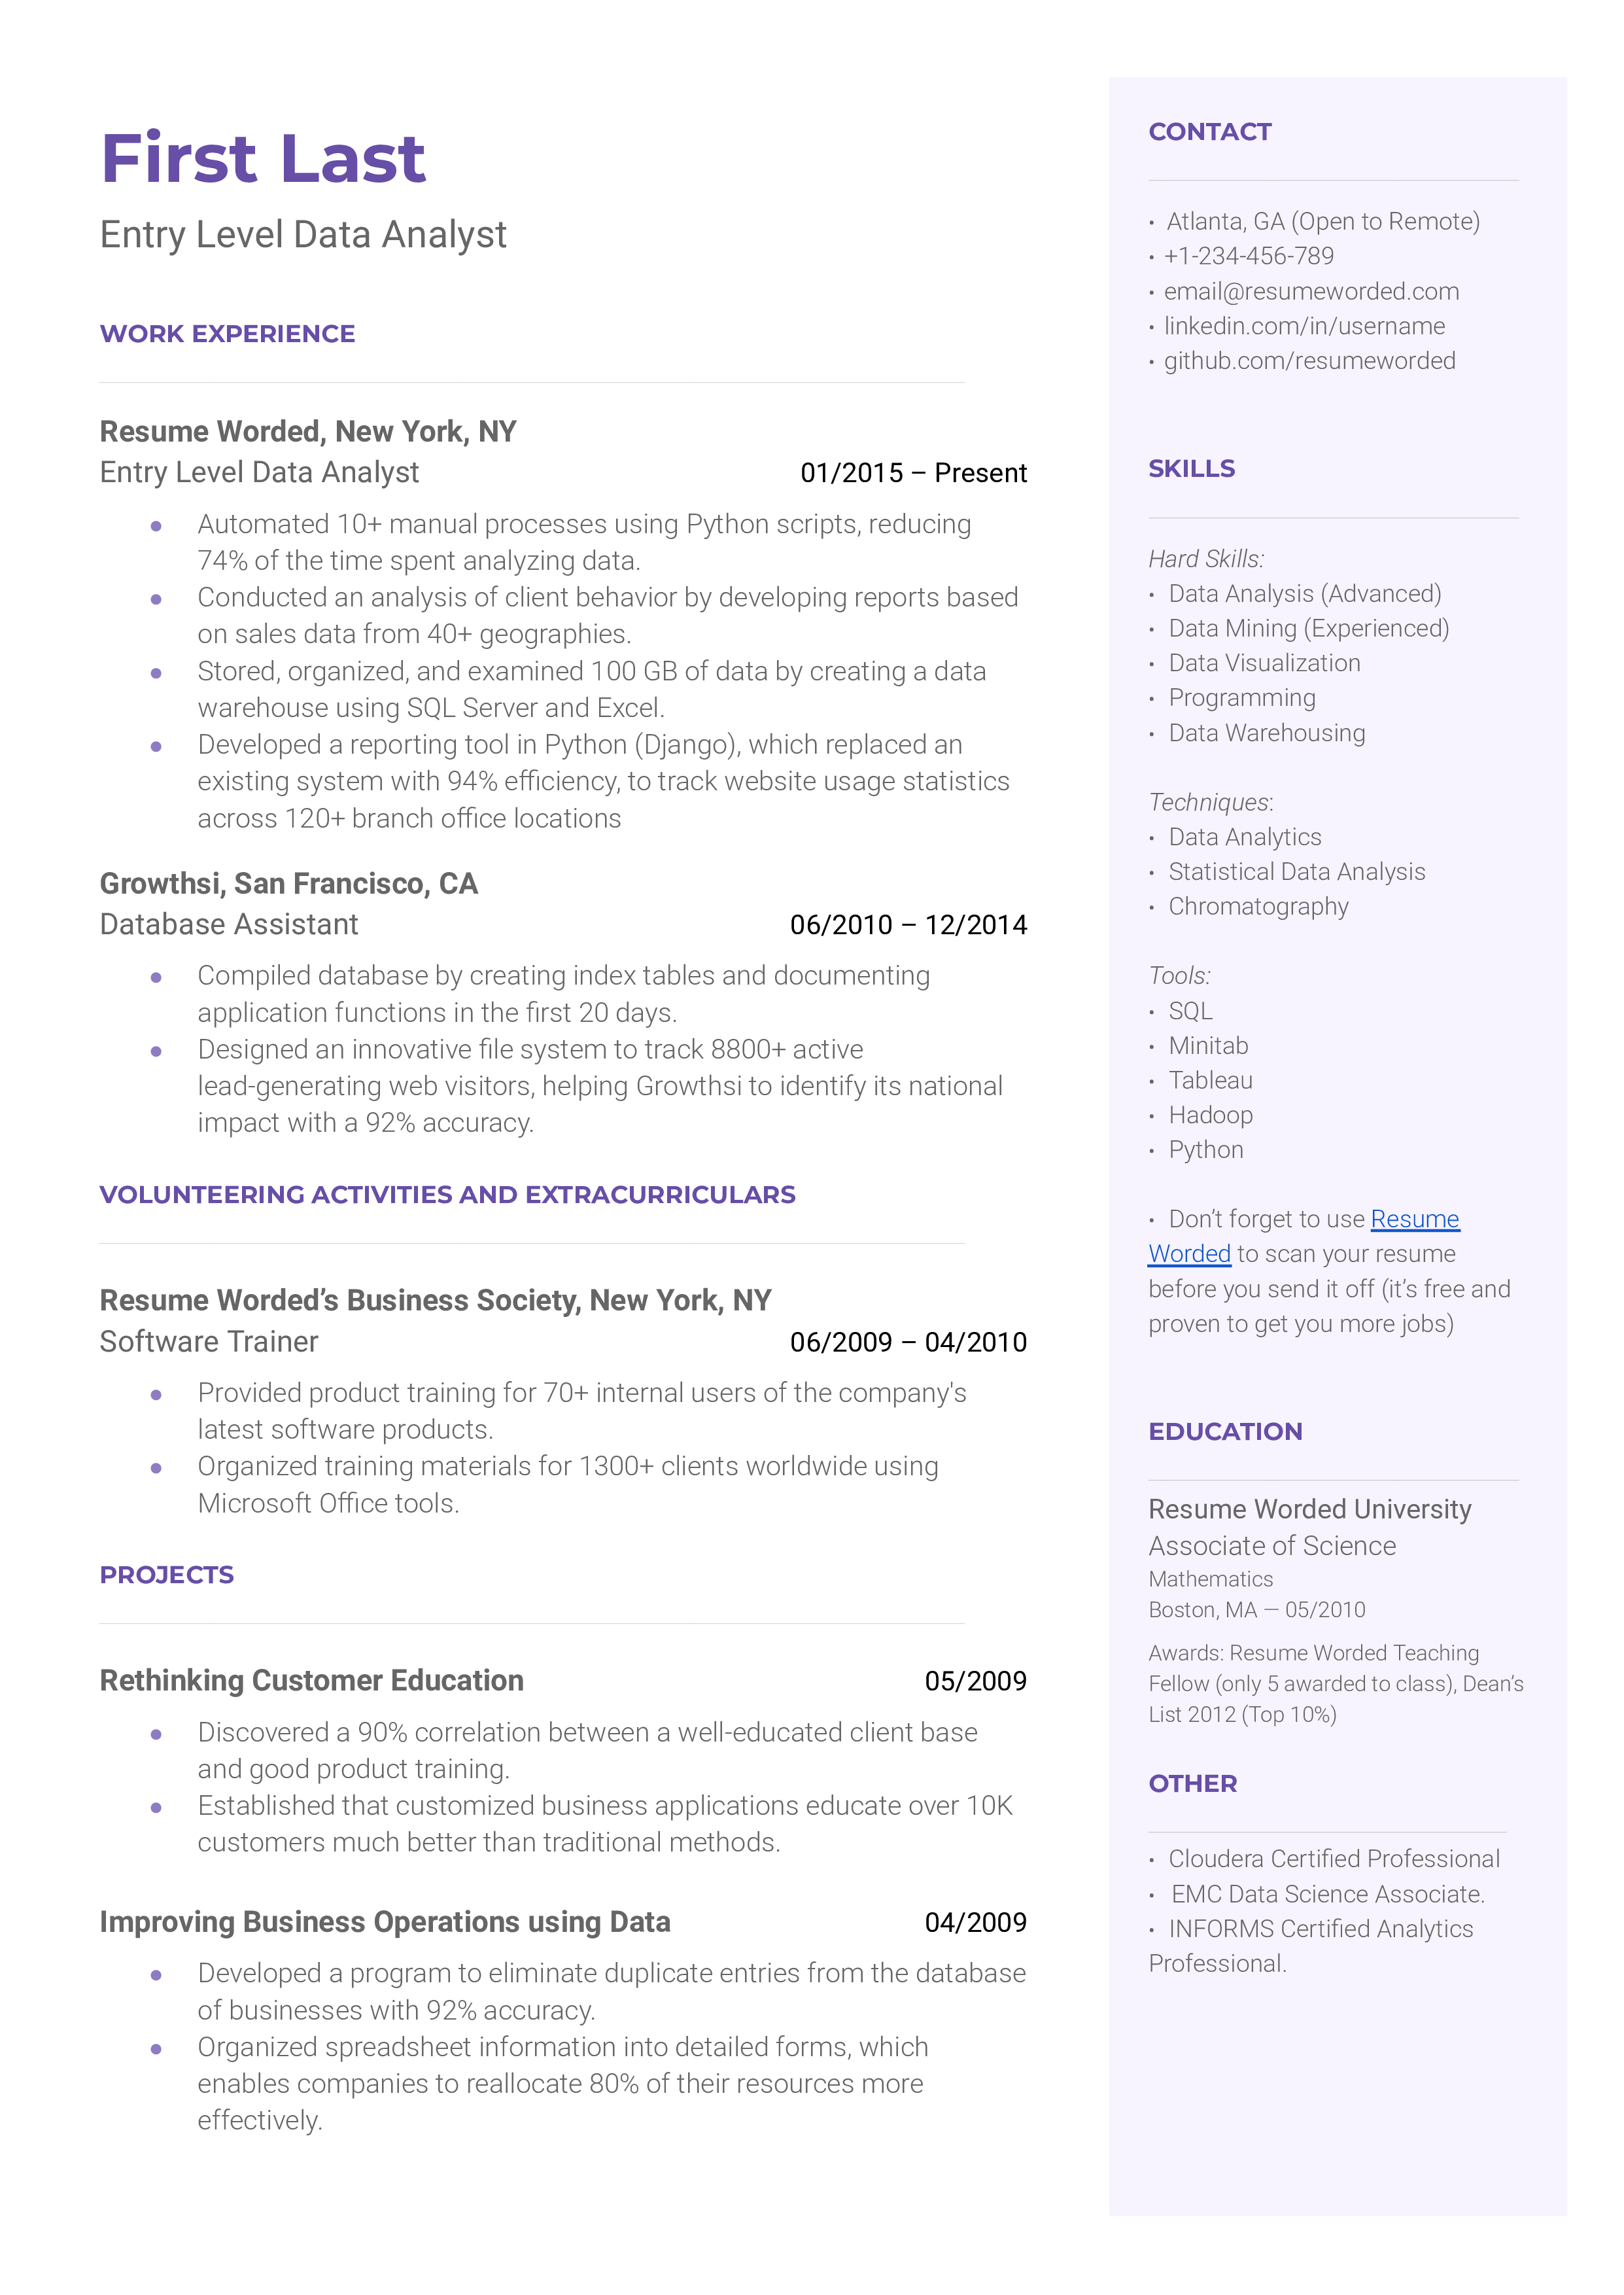 First Last
Entry Level Data Analyst
WORK EXPERIENCE
Resume Worded, New York, NY
Entry Level Data Analyst 01/2015 – Present
● Automated 10+ manual processes using Python scripts, reducing
74% of the time spent analyzing data.
● Conducted an analysis of client behavior by developing reports based
on sales data from 40+ geographies.
● Stored, organized, and examined 100 GB of data by creating a data
warehouse using SQL Server and Excel.
● Developed a reporting tool in Python (Django), which replaced an
existing system with 94% efficiency, to track website usage statistics
across 120+ branch office locations
Growthsi, San Francisco, CA
Database Assistant 06/2010 – 12/2014
● Compiled database by creating index tables and documenting
application functions in the first 20 days.
● Designed an innovative file system to track 8800+ active
lead-generating web visitors, helping Growthsi to identify its national
impact with a 92% accuracy.
VOLUNTEERING ACTIVITIES AND EXTRACURRICULARS
Resume Worded’s Business Society, New York, NY
Software Trainer 06/2009 – 04/2010
● Provided product training for 70+ internal users of the company's
latest software products.
● Organized training materials for 1300+ clients worldwide using
Microsoft Office tools.
PROJECTS
Rethinking Customer Education 05/2009
● Discovered a 90% correlation between a well-educated client base
and good product training.
● Established that customized business applications educate over 10K
customers much better than traditional methods.
Improving Business Operations using Data 04/2009
● Developed a program to eliminate duplicate entries from the database
of businesses with 92% accuracy.
● Organized spreadsheet information into detailed forms, which
enables companies to reallocate 80% of their resources more
effectively.
CONTACT
• Atlanta, GA (Open to Remote)
• +1-234-456-789
• email@resumeworded.com
• linkedin.com/in/username
• github.com/resumeworded
SKILLS
Hard Skills:
• Data Analysis (Advanced)
• Data Mining (Experienced)
• Data Visualization
• Programming
• Data Warehousing
Techniques:
• Data Analytics
• Statistical Data Analysis
• Chromatography
Tools:
• SQL
• Minitab
• Tableau
• Hadoop
• Python
• Don’t forget to use Resume
Worded to scan your resume
before you send it off (it’s free and
proven to get you more jobs)
EDUCATION
Resume Worded University
Associate of Science
Mathematics
Boston, MA — 05/2010
Awards: Resume Worded Teaching
Fellow (only 5 awarded to class), Dean’s
List 2012 (Top 10%)
OTHER
• Cloudera Certified Professional
• EMC Data Science Associate.
• INFORMS Certified Analytics
Professional.